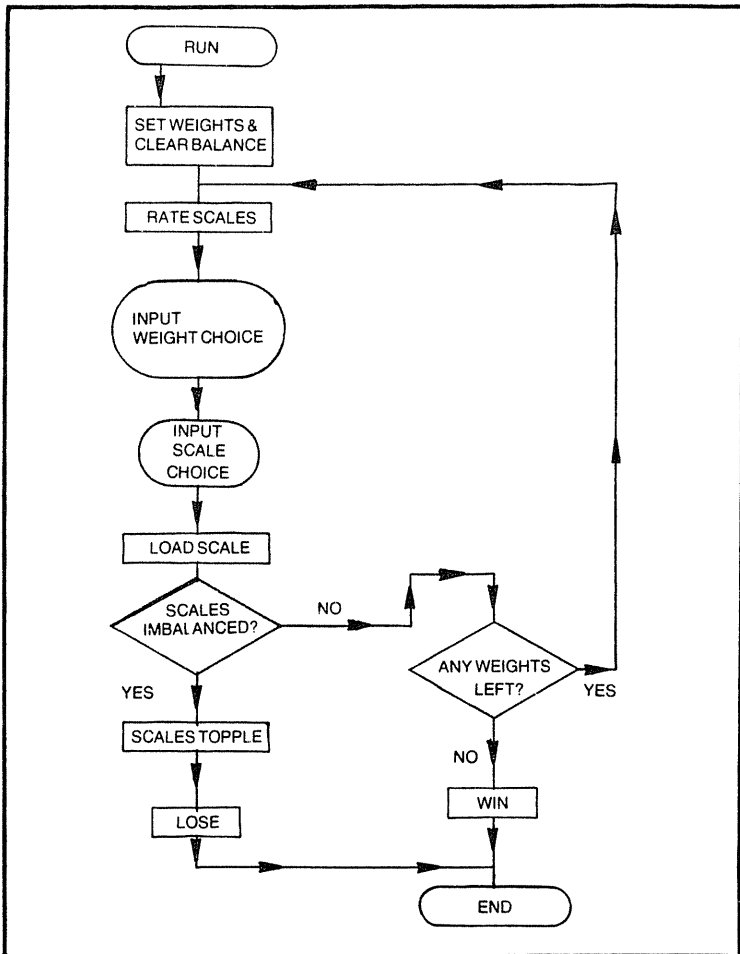 RUN
SET WEIGHTS &
CLEAR BALANCE
RATE SCALES
INPUT
WEIGHT CHOICE
INPUT
SCALE
CHOICE
LOAD SCALE
SCALES
IMBALANCED?
NO
YES
ANY WEIGHTS
LEFT?
YES
SCALES TOPPLE
NO
LOSE
WIN
END